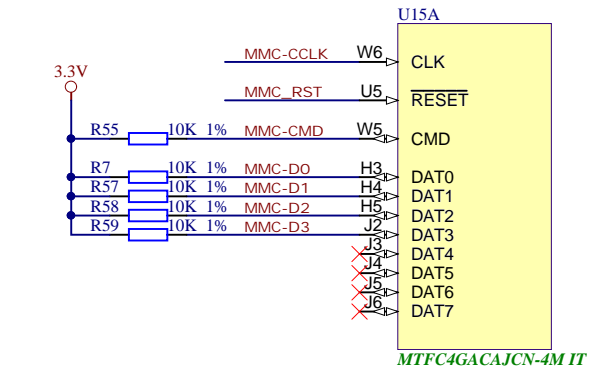 U15A
MMC-CCLK W6 CLK
3.3V
MMC_RST U5 RESET
R55 10K 1% MMC-CMD W5 CMD
R7 10K 1% MMC-D0 H3 DAT0
R57 10K 1% MMC-D1 H4 DAT1
R58 10K 1% MMC-D2 H5 DAT2
R59 10K 1% MMC-D3 J2 DAT3
J3 DAT4
J4 DAT5
J5 DAT6
J6 DAT7
MTFC4GACAJCN-4M IT